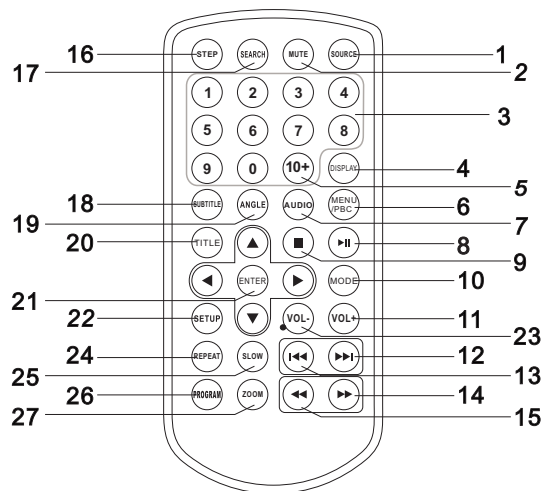 16 STEP SEARCH MUTE SOURCE 1
17 2
1 2 3 4
3
5 6 7 8
9 0 10+ DISPLAY 4
5
18 SUBTITLE ANGLE AUDIO MENU /PBC 6
19 7
20 TITLE 8
9
21 ENTER MODE 10
22 SETUP VOL- VOL+ 11
23
24 REPEAT SLOW 12
25 13
26 PROGRAM ZOOM 14
27 15